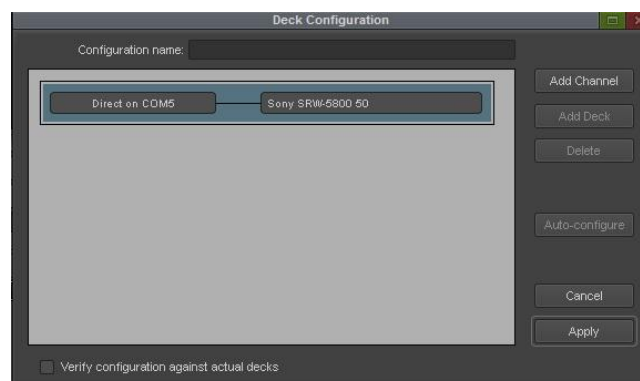 Deck Configuration
Configuration name:
Add Channel
Direct on COM5
Sony SRW-5800 50
Add Deck
Delete
Auto-configure
Cancel
Apply
Verify configuration against actual decks